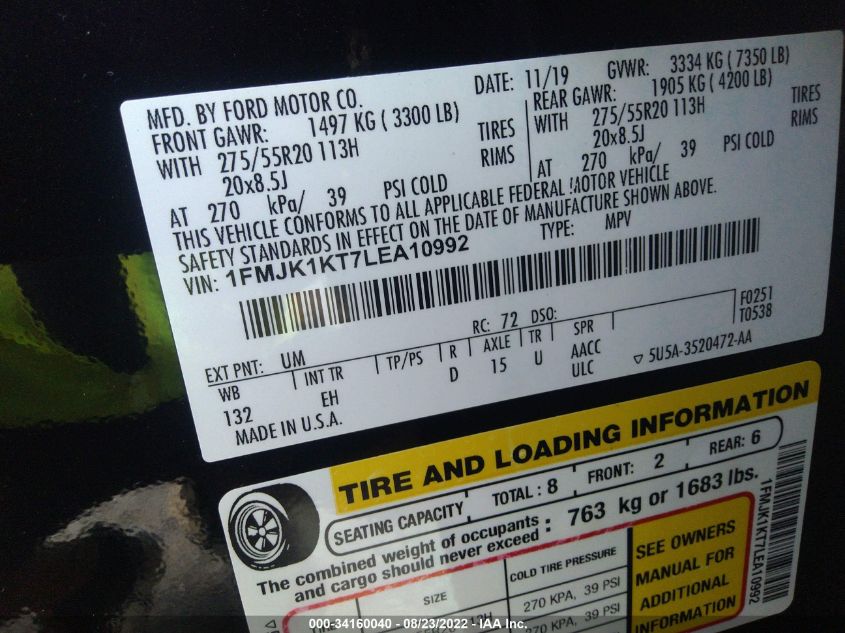 MFD. BY FORD MOTOR CO. DATE: 11/19 GVWR: 3334 KG ( 7350 LB)
FRONT GAWR: 1497 KG ( 3300 LB) REAR GAWR: 1905 KG ( 4200 LB)
WITH 275/55R20 113H TIRES WITH 275/55R20 113H TIRES
20x8.5J RIMS 20x8.5J RIMS
AT 270 kPa/ 39 PSI COLD AT 270 kPa/ 39 PSI COLD
THIS VEHICLE CONFORMS TO ALL APPLICABLE FEDERAL MOTOR VEHICLE
SAFETY STANDARDS IN EFFECT ON THE DATE OF MANUFACTURE SHOWN ABOVE.
VIN: 1FMJK1KT7LEA10992 TYPE: MPV
F0251
T0538
EXT PNT: UM RC: 72 DSO:
WB INT TR TP/PS R AXLE TR SPR
132 EH D 15 U AACC
ULC
5U5A-3520472-AA
MADE IN U.S.A.
TIRE AND LOADING INFORMATION
SEATING CAPACITY TOTAL : 8 FRONT: 2 REAR: 6
The combined weight of occupants and cargo should never exceed : 763 kg or 1683 lbs.
SIZE COLD TIRE PRESSURE
270 KPA, 39 PSI
270 KPA, 39 PSI
SEE OWNERS
MANUAL FOR
ADDITIONAL
INFORMATION
1FMJK1KT7LEA10992
000-34160040 - 08/23/2022 - IAA Inc.